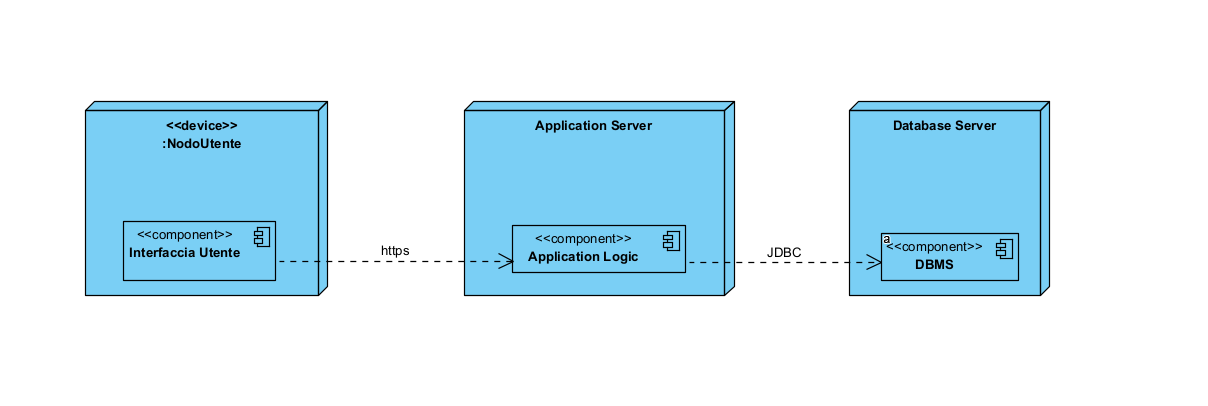 <<device>>
:NodoUtente
<<component>>
Interfaccia Utente
https
Application Server
<<component>>
Application Logic
JDBC
Database Server
a
<<component>>
DBMS